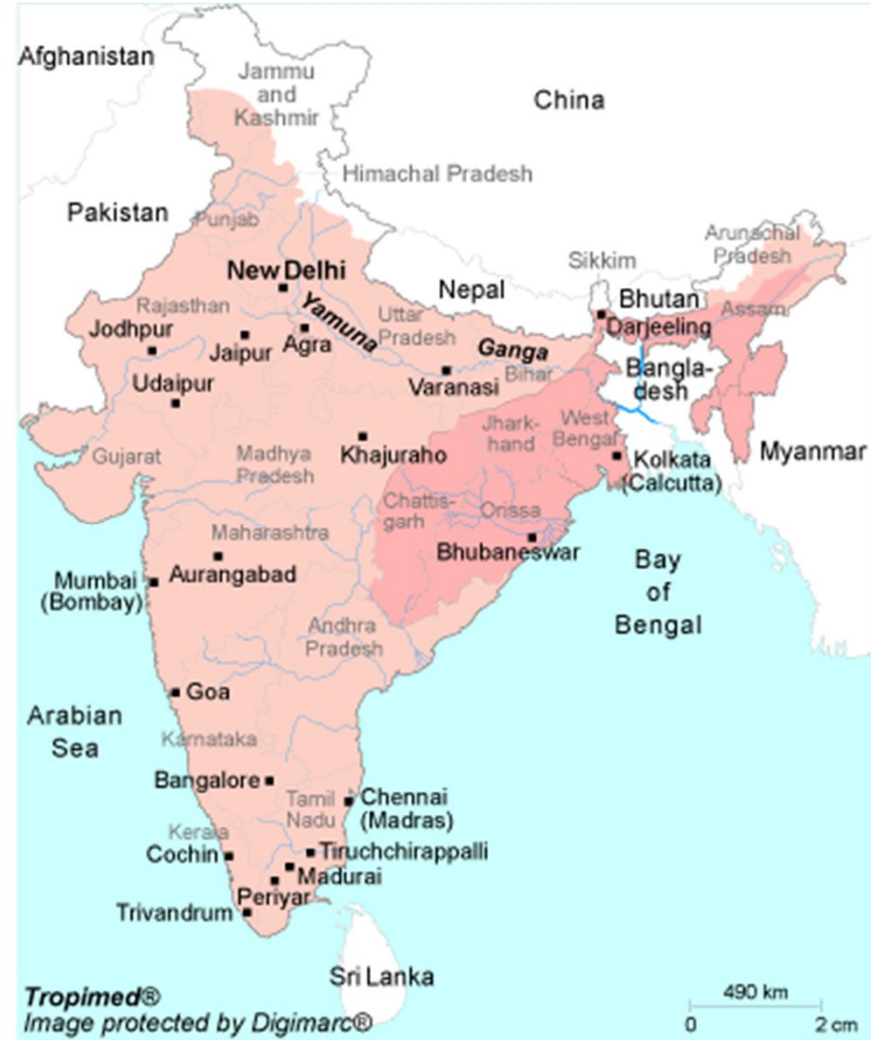 Afghanistan
Jammu
and
Kashmir
China
Himachal Pradesh
Pakistan
Punjab
Arunachal
Pradesh
Sikkim
New Delhi
Nepal
Bhutan
Rajasthan
Yamuna
Uttar
Pradesh
Assam
Jodhpur
Darjeeling
Jaipur
Agra
Ganga
Bangla-
desh
Udaipur
Varanasi
Bihar
Jhark-
hand
West
Bengal
Gujarat
Madhya
Pradesh
Khajuraho
Kolkata
(Calcutta)
Myanmar
Chattis-
garh
Orissa
Maharashtra
Bhubaneswar
Mumbai
(Bombay)
Aurangabad
Bay
of
Bengal
Andhra
Pradesh
Goa
Arabian
Sea
Karnataka
Bangalore
Tamil
Nadu
Chennai
(Madras)
Kerala
Cochin
Tiruchchirappalli
Madurai
Periyar
Trivandrum
Sri Lanka
Tropimed®
Image protected by Digimarc®
490 km
0 2 cm